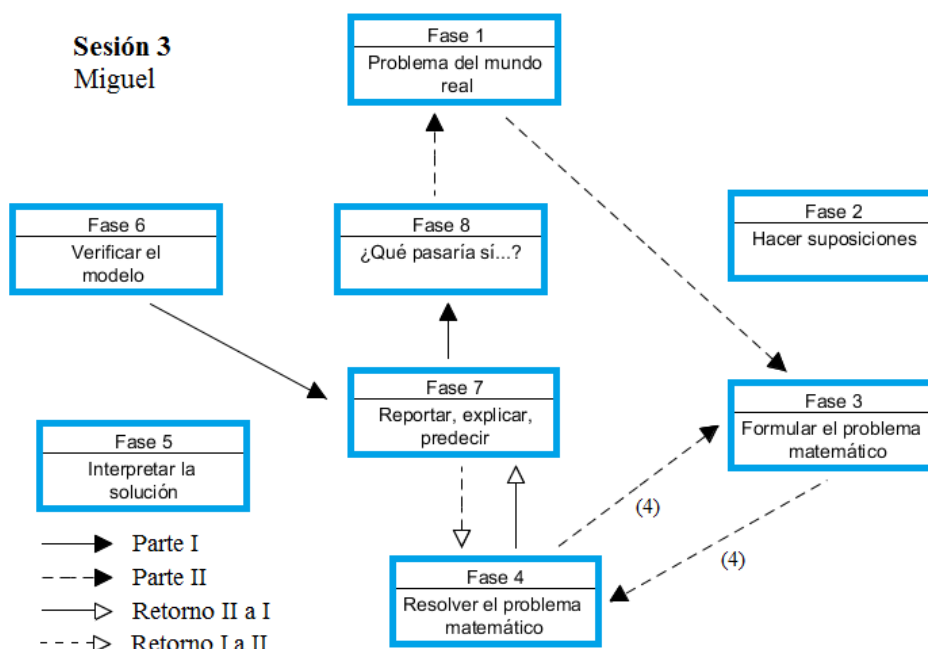 Sesión 3
Miguel
Fase 1
Problema del mundo
real
Fase 6
Verificar el
modelo
Fase 8
¿Qué pasaría sí...?
Fase 2
Hacer suposiciones
Fase 7
Reportar, explicar,
predecir
Fase 3
Formular el problema
matemático
Fase 5
Interpretar la
solución
(4)
(4)
Fase 4
Resolver el problema
matemático
Parte I
Parte II
Retorno II a I
Retorno I a II